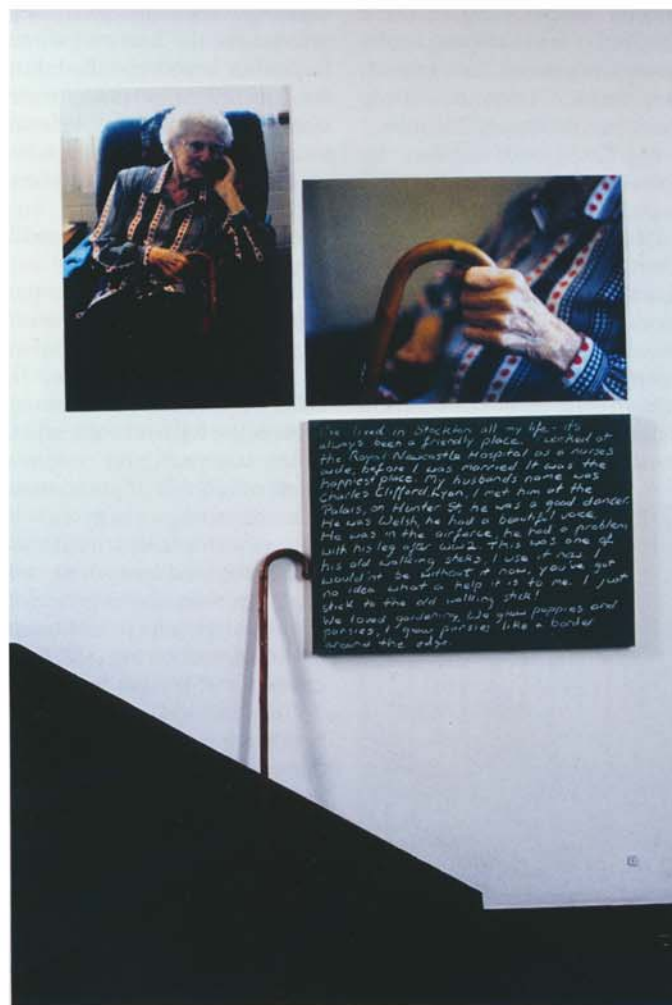 I've lived in Stockton all my life - it's
always been a friendly place. I worked at
the Royal Newcastle Hospital as a nurses
aide, before I was married. It was the
happiest place. My husband's name was
Charles Clifford Ryan, I met him at the
Palais, on Hunter St he was a good dancer.
He was Welsh, he had a beautiful voice.
He was in the airforce, he had a problem
with his leg after WW2. This was one of
his old walking sticks, I use it now I
wouldn't be without it now, you've got
no idea what a help it is to me. I just
stick to the old walking stick!
We loved gardening. We grew poppies and
pansies, I grow pansies like a border
around the edge.